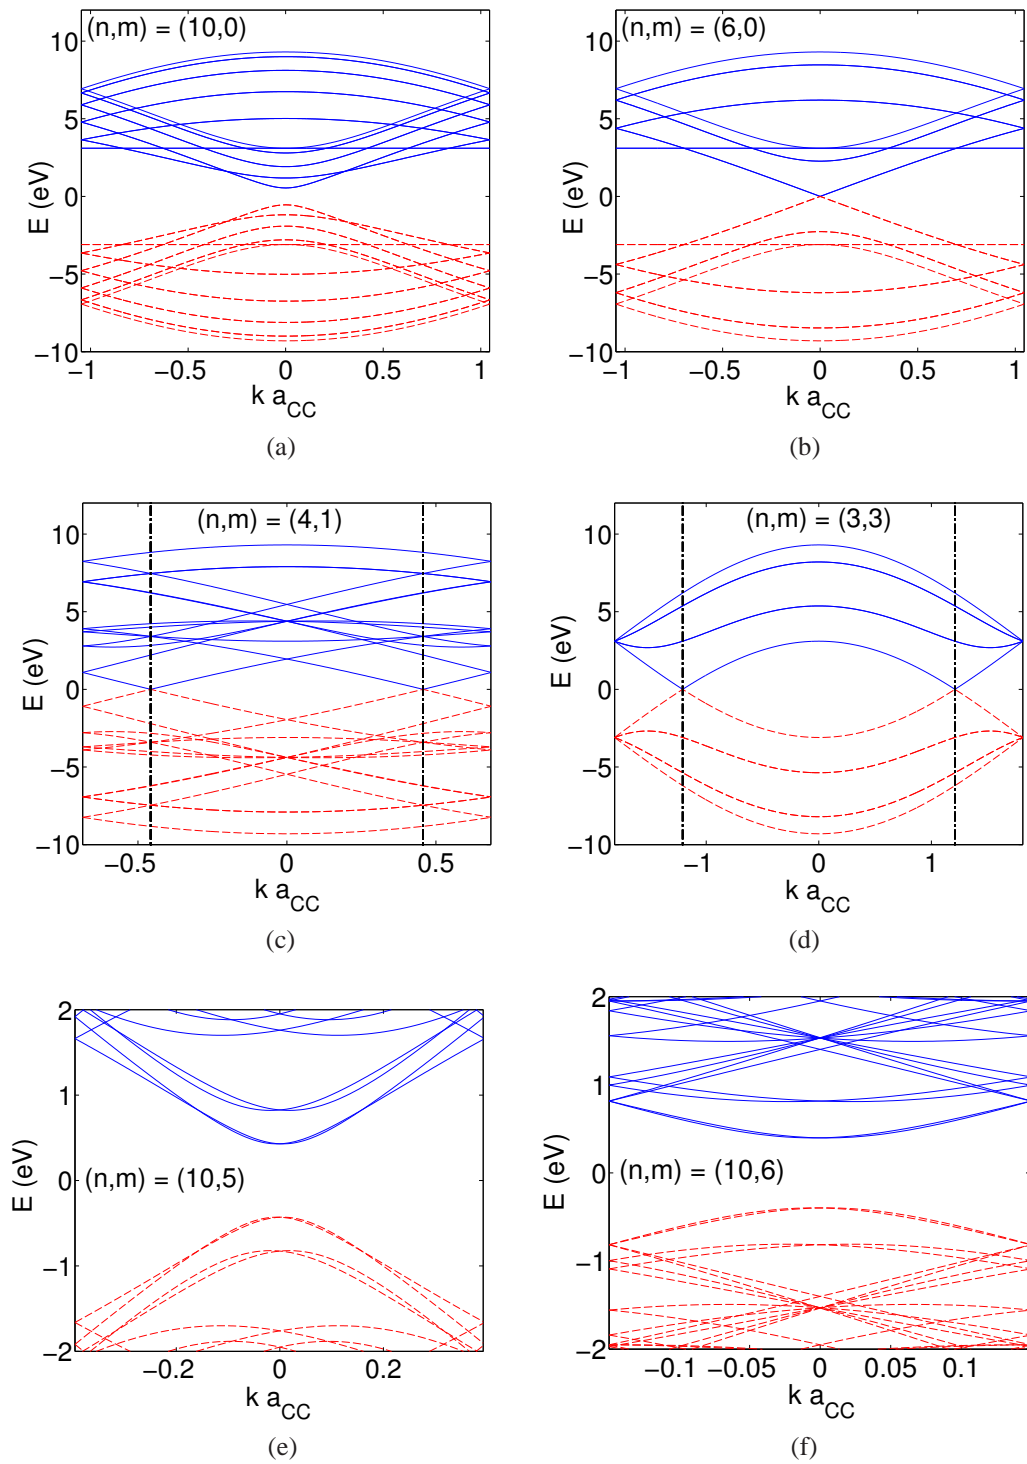 (n,m) = (10,0)
10
5
0
−5
−10
E (eV)
−1
−0.5
0
0.5
1
k a_CC
(a)
(n,m) = (6,0)
10
5
0
−5
−10
E (eV)
−1
−0.5
0
0.5
1
k a_CC
(b)
(n,m) = (4,1)
10
5
0
−5
−10
E (eV)
−0.5
0
0.5
k a_CC
(c)
(n,m) = (3,3)
10
5
0
−5
−10
E (eV)
−1
0
1
k a_CC
(d)
2
1
0
−1
−2
E (eV)
(n,m) = (10,5)
−0.2
0
0.2
k a_CC
(e)
2
1
0
−1
−2
E (eV)
(n,m) = (10,6)
−0.1
−0.05
0
0.05
0.1
k a_CC
(f)